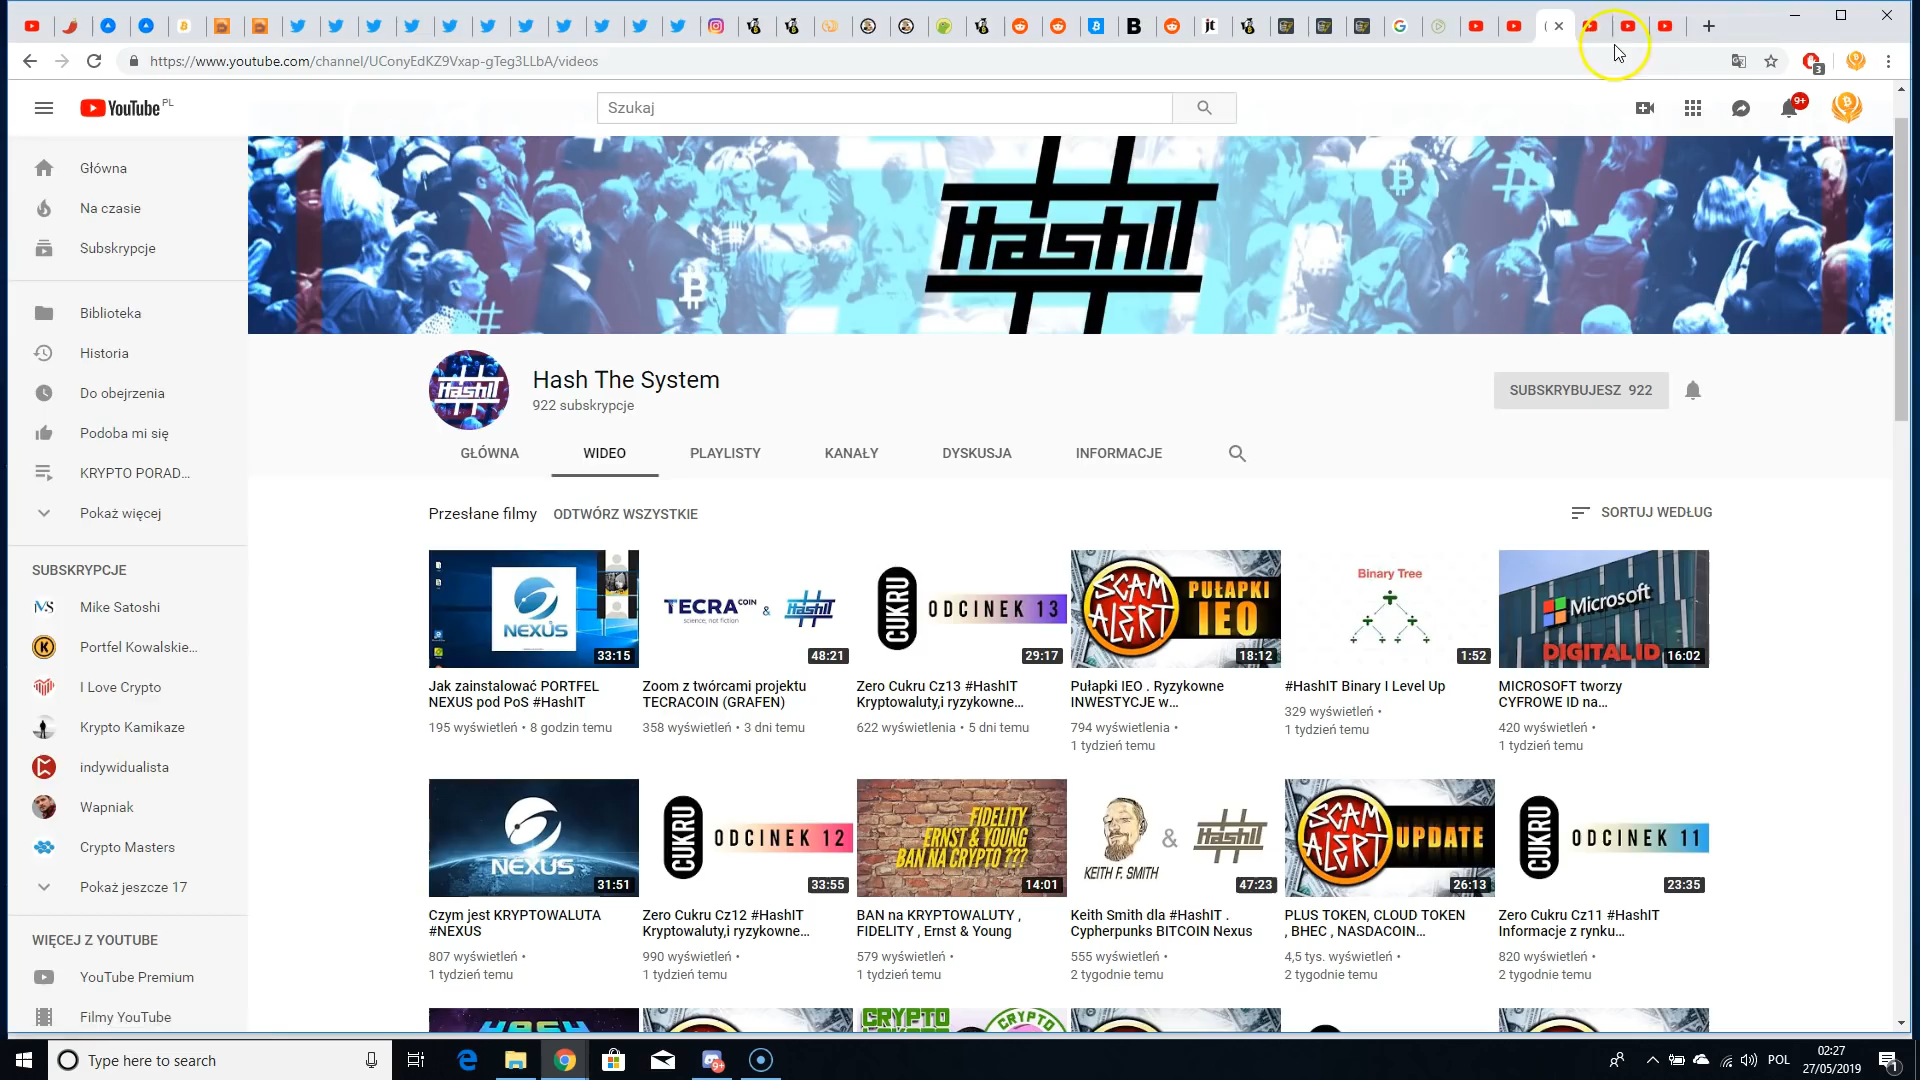 https://www.youtube.com/channel/UConyEdKZ9Vxap-gTeg3LLbA/videos
3
YouTube PL
Szukaj
9+
Główna
Na czasie
Subskrypcje
Biblioteka
Historia
Do obejrzenia
Podoba mi się
KRYPTO PORAD...
Pokaż więcej
SUBSKRYPCJE
Mike Satoshi
Portfel Kowalskie...
I Love Crypto
Krypto Kamikaze
indywidualista
Wapniak
Crypto Masters
Pokaż jeszcze 17
WIĘCEJ Z YOUTUBE
YouTube Premium
Filmy YouTube
HashIT
HashIT
Hash The System
922 subskrypcje
SUBSKRYBUJESZ 922
GŁÓWNA WIDEO PLAYLISTY KANAŁY DYSKUSJA INFORMACJE
Przesłane filmy ODTWÓRZ WSZYSTKIE
SORTUJ WEDŁUG
NEXUS
33:15
Jak zainstalować PORTFEL
NEXUS pod PoS #HashIT
195 wyświetleń • 8 godzin temu
TECRA COIN & HashIT
science, not fiction
48:21
Zoom z twórcami projektu
TECRACOIN (GRAFEN)
358 wyświetleń • 3 dni temu
CUKRU ODCINEK 13
29:17
Zero Cukru Cz13 #HashIT
Kryptowaluty,i ryzykowne...
622 wyświetlenia • 5 dni temu
SCAM ALERT PUŁAPKI IEO
18:12
Pułapki IEO . Ryzykowne
INWESTYCJE w...
794 wyświetlenia •
1 tydzień temu
Binary Tree
1:52
#HashIT Binary I Level Up
329 wyświetleń •
1 tydzień temu
Microsoft
DIGITAL ID
16:02
MICROSOFT tworzy
CYFROWE ID na...
420 wyświetleń •
1 tydzień temu
NEXUS
31:51
Czym jest KRYPTOWALUTA
#NEXUS
807 wyświetleń •
1 tydzień temu
CUKRU ODCINEK 12
33:55
Zero Cukru Cz12 #HashIT
Kryptowaluty,i ryzykowne...
990 wyświetleń •
1 tydzień temu
FIDELITY
ERNST & YOUNG
BAN NA CRYPTO ???
14:01
BAN na KRYPTOWALUTY ,
FIDELITY , Ernst & Young
579 wyświetleń •
1 tydzień temu
& HashIT
KEITH F. SMITH
47:23
Keith Smith dla #HashIT .
Cypherpunks BITCOIN Nexus
555 wyświetleń •
2 tygodnie temu
SCAM ALERT UPDATE
26:13
PLUS TOKEN, CLOUD TOKEN
, BHEC , NASDACOIN...
4,5 tys. wyświetleń •
2 tygodnie temu
CUKRU ODCINEK 11
23:35
Zero Cukru Cz11 #HashIT
Informacje z rynku...
820 wyświetleń •
2 tygodnie temu
CRYPTO
CRYPTO
Type here to search
9+
POL
02:27
27/05/2019
1